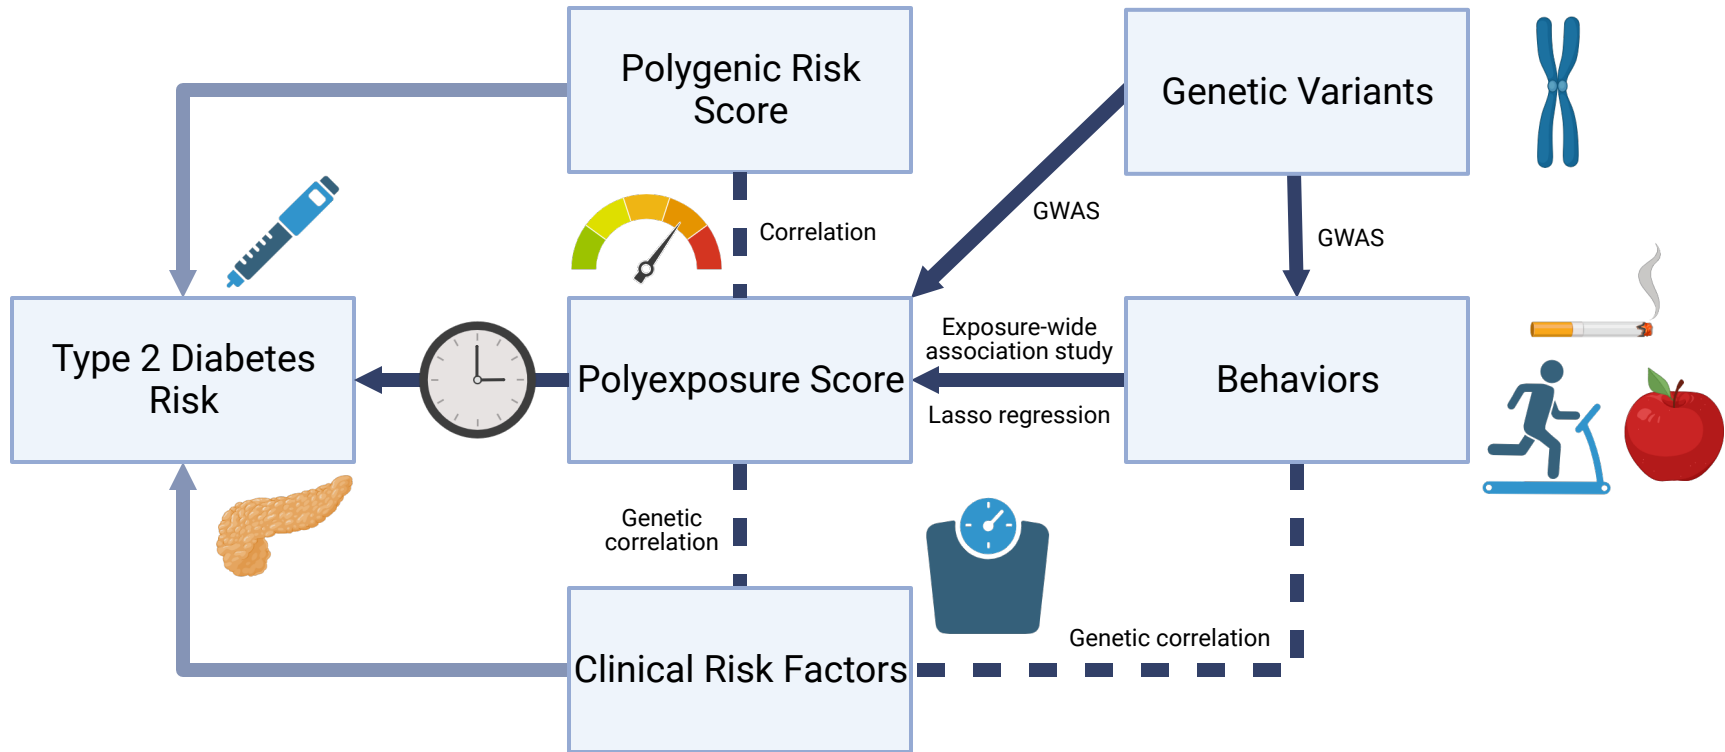 Polygenic Risk
Score
Genetic Variants
GWAS
Correlation
GWAS
Type 2 Diabetes
Risk
Polyexposure Score
Exposure-wide
association study
Lasso regression
Behaviors
Genetic
correlation
Genetic correlation
Clinical Risk Factors